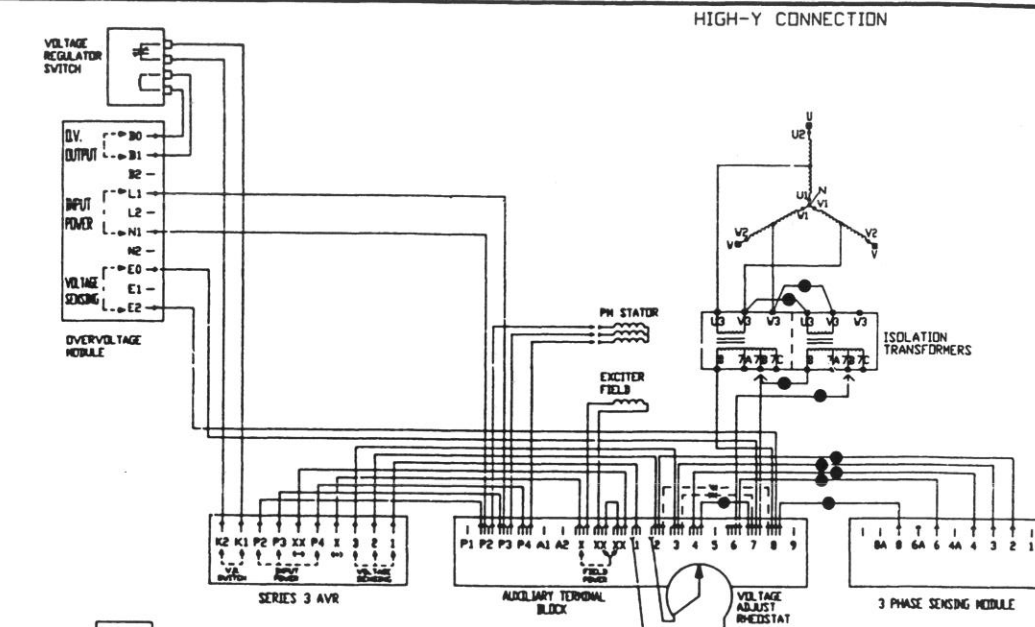 HIGH-Y CONNECTION
VOLTAGE
REGULATOR
SWITCH
O.V.
OUTPUT
B0
B1
B2
INPUT
POWER
L1
L2
N1
N2
VOLTAGE
SENSING
E0
E1
E2
OVERVOLTAGE
MODULE
U
U2
U1 N
W1 V1
W2
W
V2
V
PM STATOR
EXCITER
FIELD
U3 V3 W3 U3 V3 W3
8 7A 7B 7C 8 7A 7B 7C
ISOLATION
TRANSFORMERS
K2 K1 P2 P3 XX P4 X 3 2 1
V.R.
SWITCH
INPUT
POWER
(+)
VOLTAGE
SENSING
SERIES 3 AVR
P1 P2 P3 P4 A1 A2 X XX XX 1 2 3 4 5 6 7 8 9
FIELD
POWER
AUXILIARY TERMINAL
BLOCK
VOLTAGE
ADJUST
RHEOSTAT
8A 8 6A 6 4A 4 3 2 1
3 PHASE SENSING MODULE